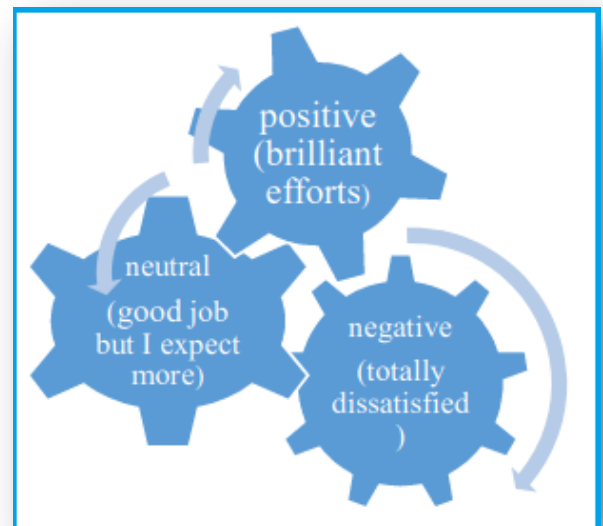 positive
(brilliant
efforts)
neutral
(good job
but I expect
more)
negative
(totally
dissatisfied
)